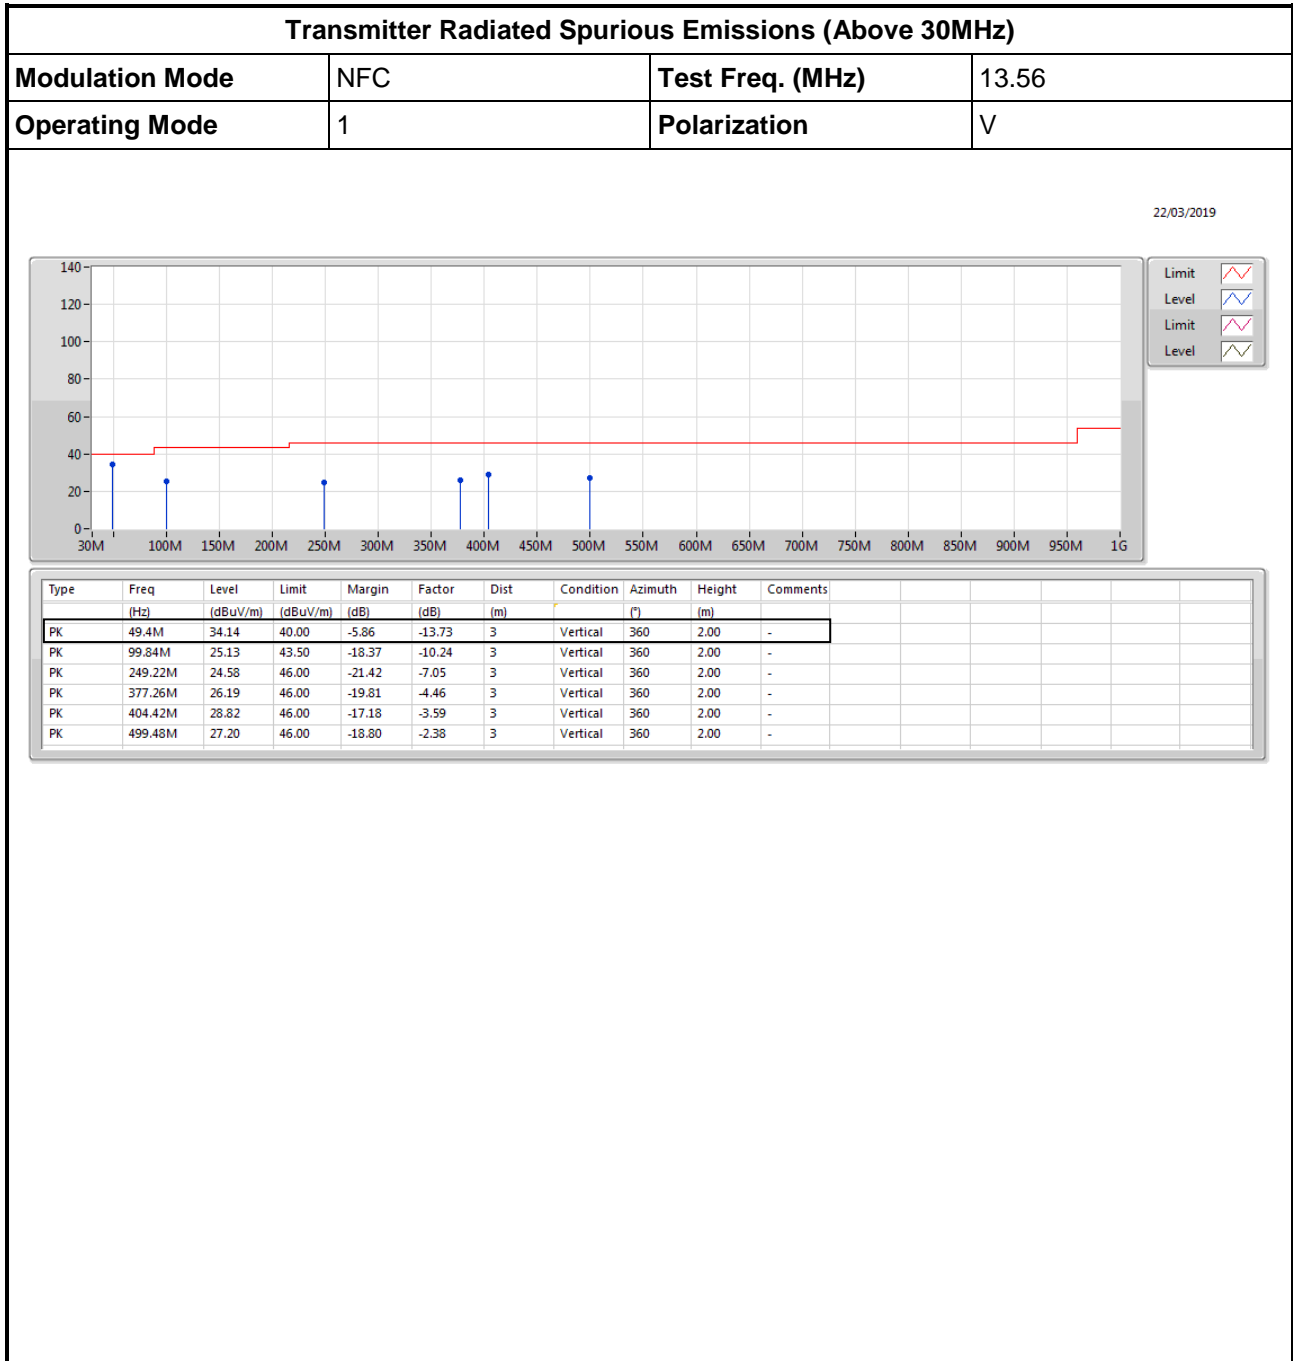 Transmitter Radiated Spurious Emissions (Above 30MHz)
Modulation Mode NFC Test Freq. (MHz) 13.56
Operating Mode 1 Polarization V
22/03/2019
140
120
100
80
60
40
20
0
30M 100M 150M 200M 250M 300M 350M 400M 450M 500M 550M 600M 650M 700M 750M 800M 850M 900M 950M 1G
Limit
Level
Limit
Level
Type Freq Level Limit Margin Factor Dist Condition Azimuth Height Comments
(Hz) (dBuV/m) (dBuV/m) (dB) (dB) (m) (°) (m)
PK 49.4M 34.14 40.00 -5.86 -13.73 3 Vertical 360 2.00 -
PK 99.84M 25.13 43.50 -18.37 -10.24 3 Vertical 360 2.00 -
PK 249.22M 24.58 46.00 -21.42 -7.05 3 Vertical 360 2.00 -
PK 377.26M 26.19 46.00 -19.81 -4.46 3 Vertical 360 2.00 -
PK 404.42M 28.82 46.00 -17.18 -3.59 3 Vertical 360 2.00 -
PK 499.48M 27.20 46.00 -18.80 -2.38 3 Vertical 360 2.00 -